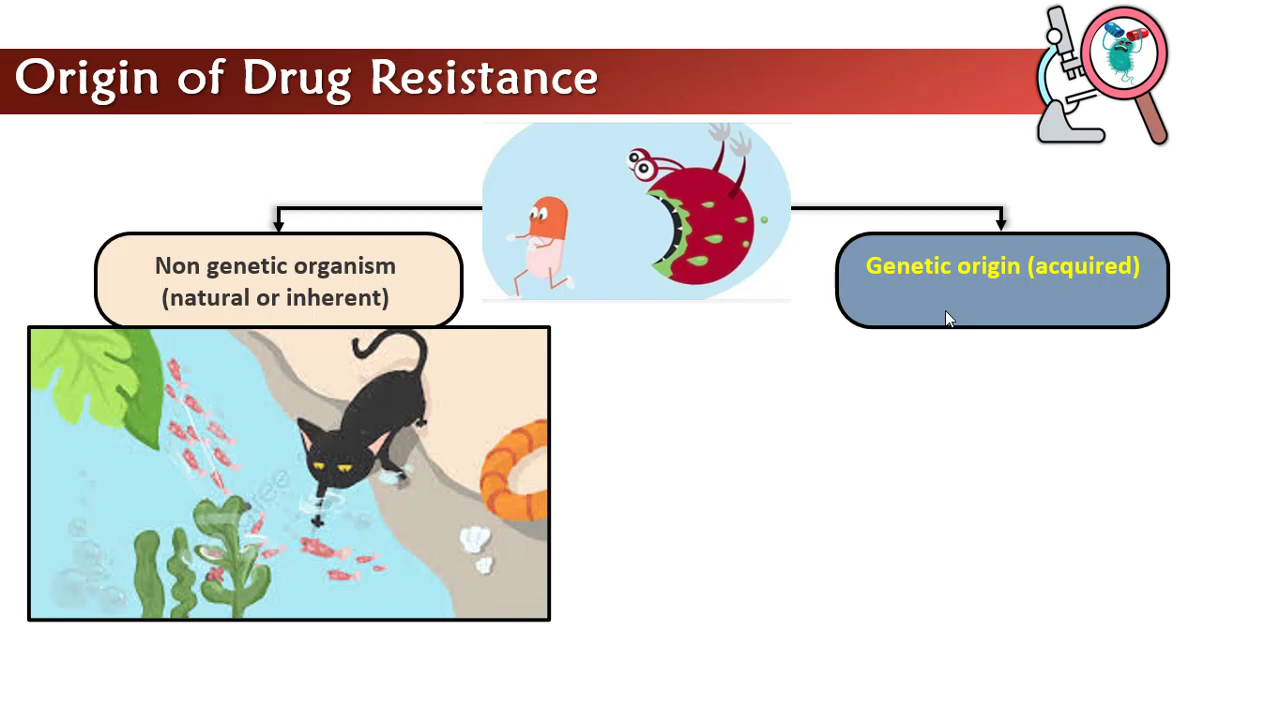 Origin of Drug Resistance
Non genetic organism
(natural or inherent)
Genetic origin (acquired)